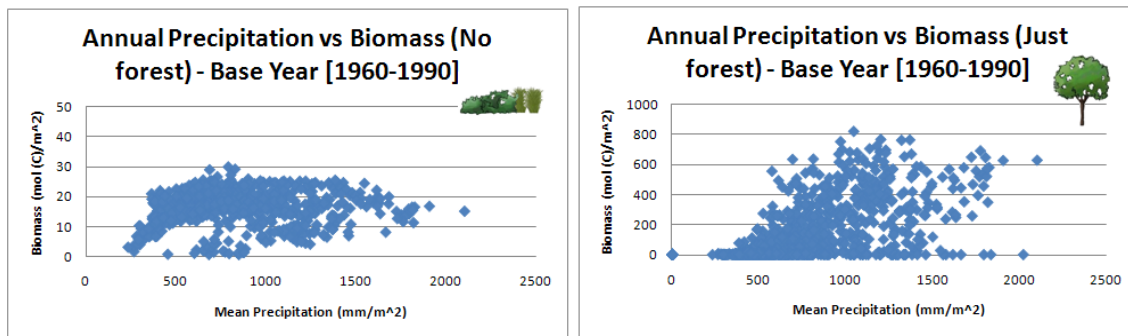 Annual Precipitation vs Biomass (No
forest) - Base Year [1960-1990]
50
40
30
20
10
0
Biomass (mol (C)/m^2)
0 500 1000 1500 2000 2500
Mean Precipitation (mm/m^2)
Annual Precipitation vs Biomass (Just
forest) - Base Year [1960-1990]
1000
800
600
400
200
0
Biomass (mol (C)/m^2)
0 500 1000 1500 2000 2500
Mean Precipitation (mm/m^2)